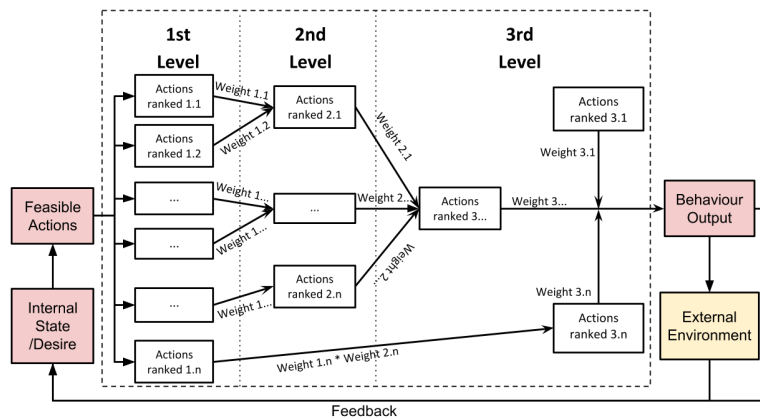 1st
Level
2nd
Level
3rd
Level
Actions
ranked 1.1
Weight 1.1
Actions
ranked 2.1
Actions
ranked 3.1
Actions
ranked 1.2
Weight 1.2
Weight 2.1
Weight 3.1
Feasible
Actions
...
Weight 1...
...
Weight 2...
Actions
ranked 3...
Weight 3...
Behaviour
Output
...
Weight 1...
Weight 2...
Internal
State
/Desire
...
Weight 1...
Actions
ranked 2.n
Weight 3.n
Actions
ranked 3.n
External
Environment
Actions
ranked 1.n
Weight 1.n * Weight 2.n
Feedback